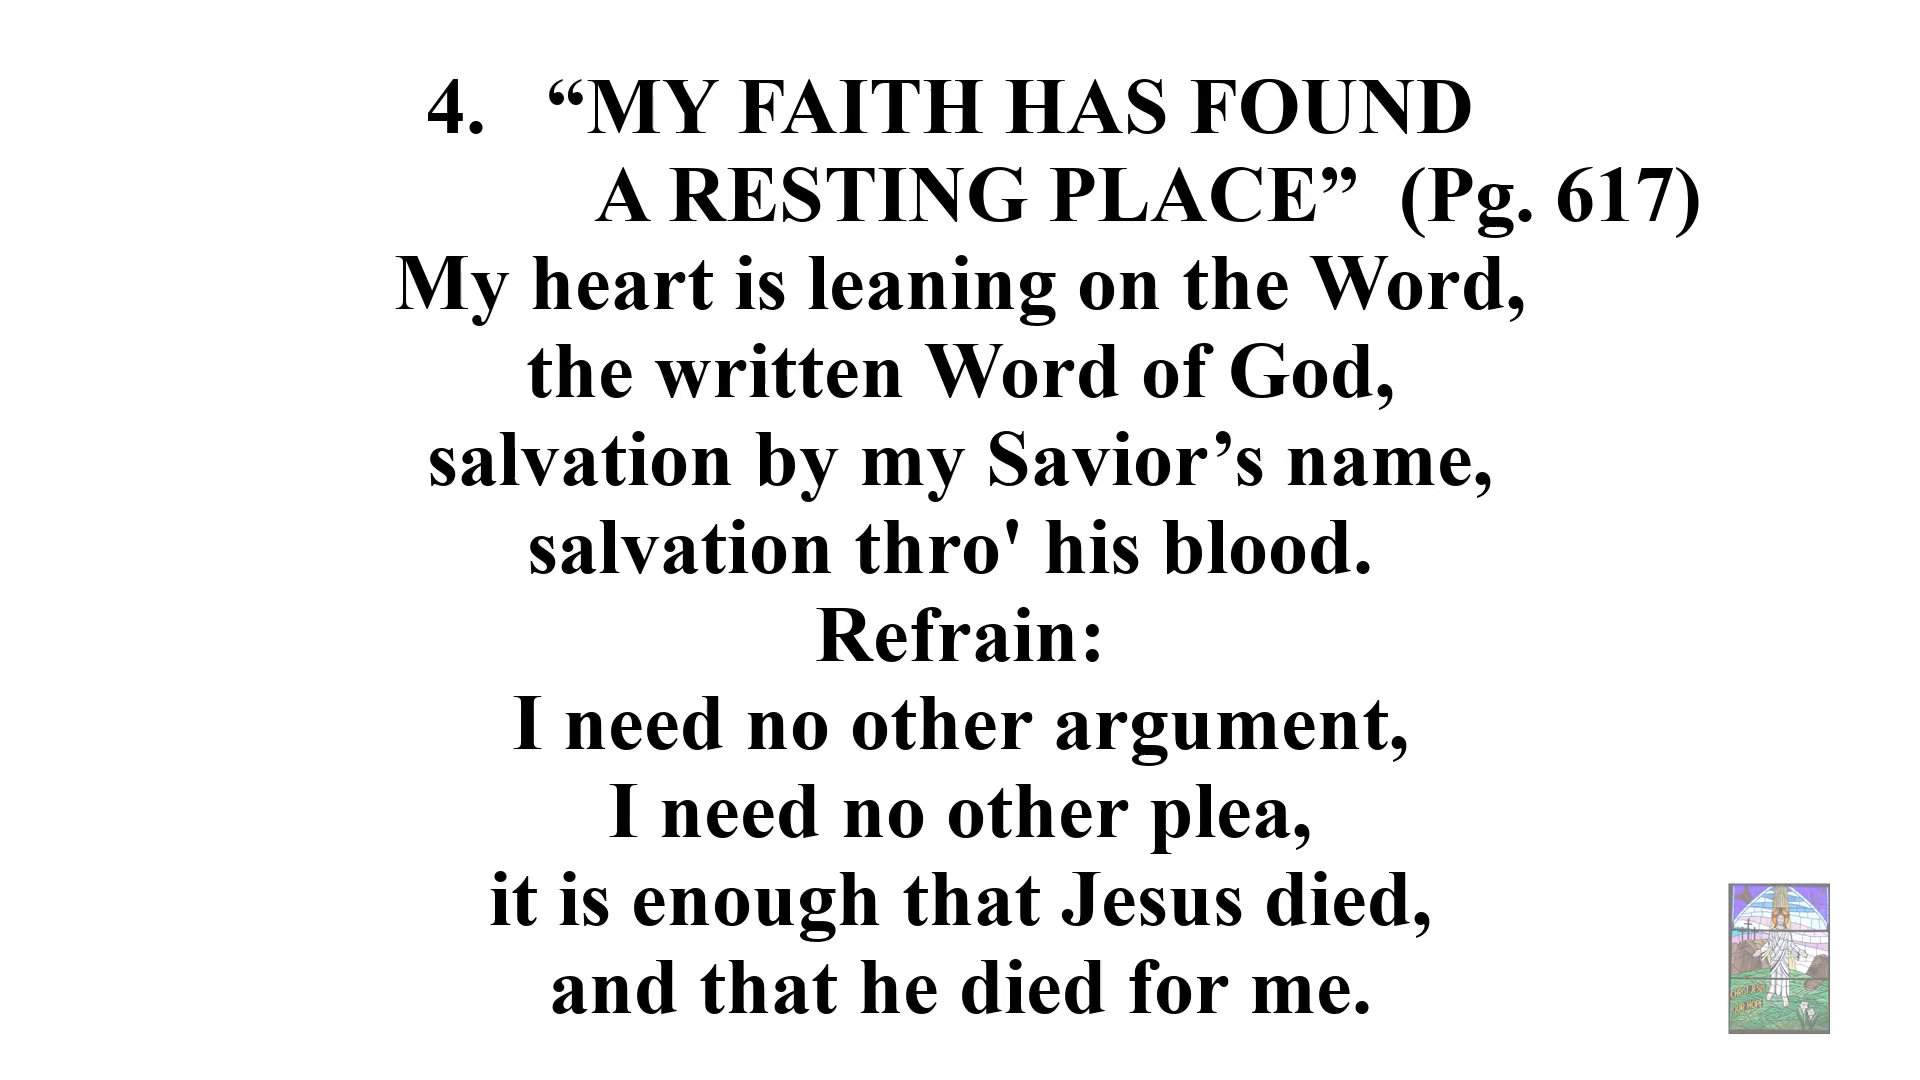 4. “MY FAITH HAS FOUND
A RESTING PLACE” (Pg. 617)
My heart is leaning on the Word,
the written Word of God,
salvation by my Savior’s name,
salvation thro' his blood.
Refrain:
I need no other argument,
I need no other plea,
it is enough that Jesus died,
and that he died for me.